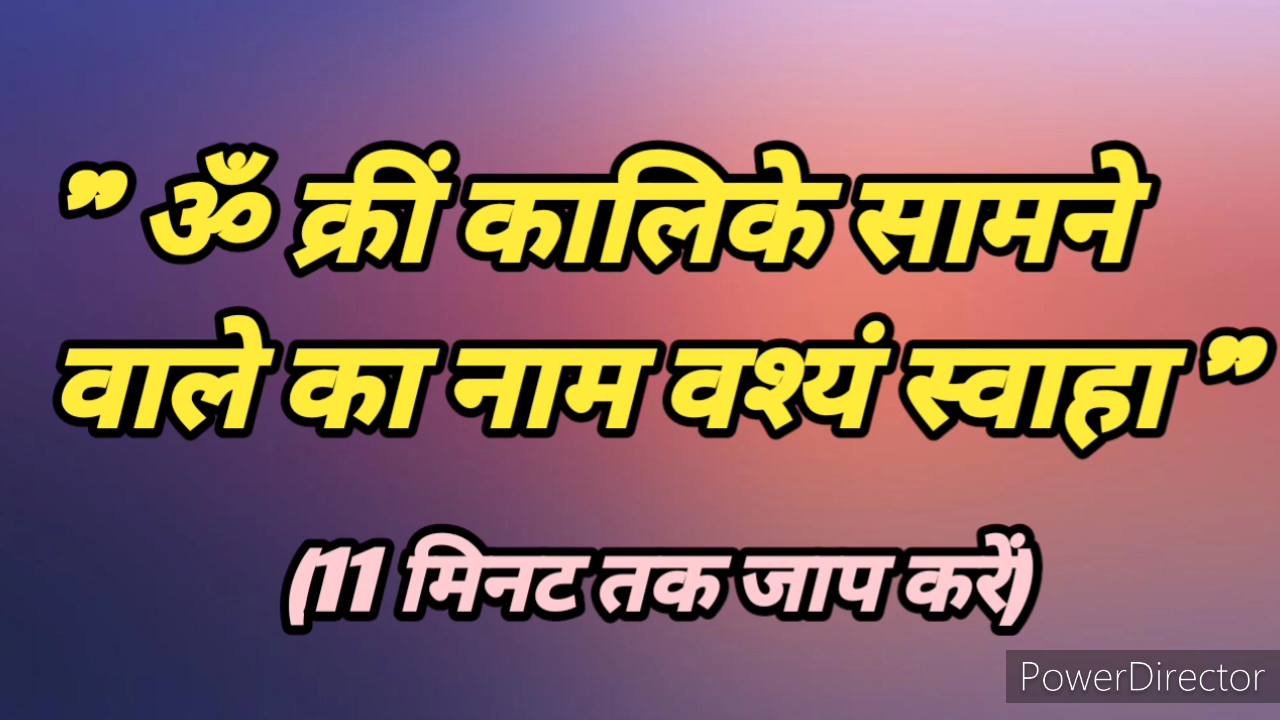 ” ॐ क्रीं कालिके सामने
वाले का नाम वश्यं स्वाहा ”
(11 मिनट तक जाप करें)
PowerDirector